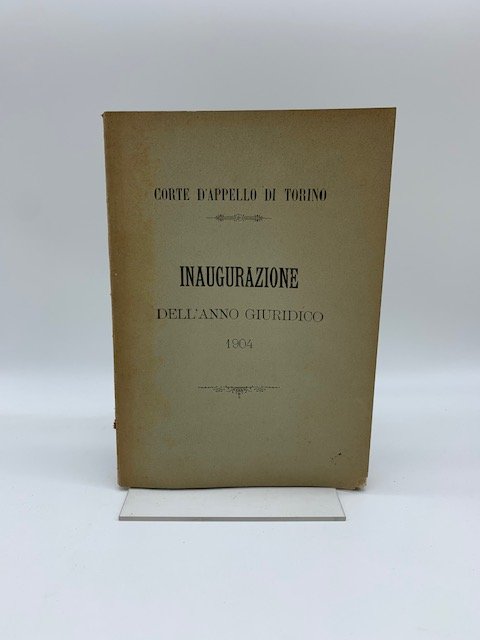 CORTE D'APPELLO DI TORINO
INAUGURAZIONE
DELL'ANNO GIURIDICO
1904